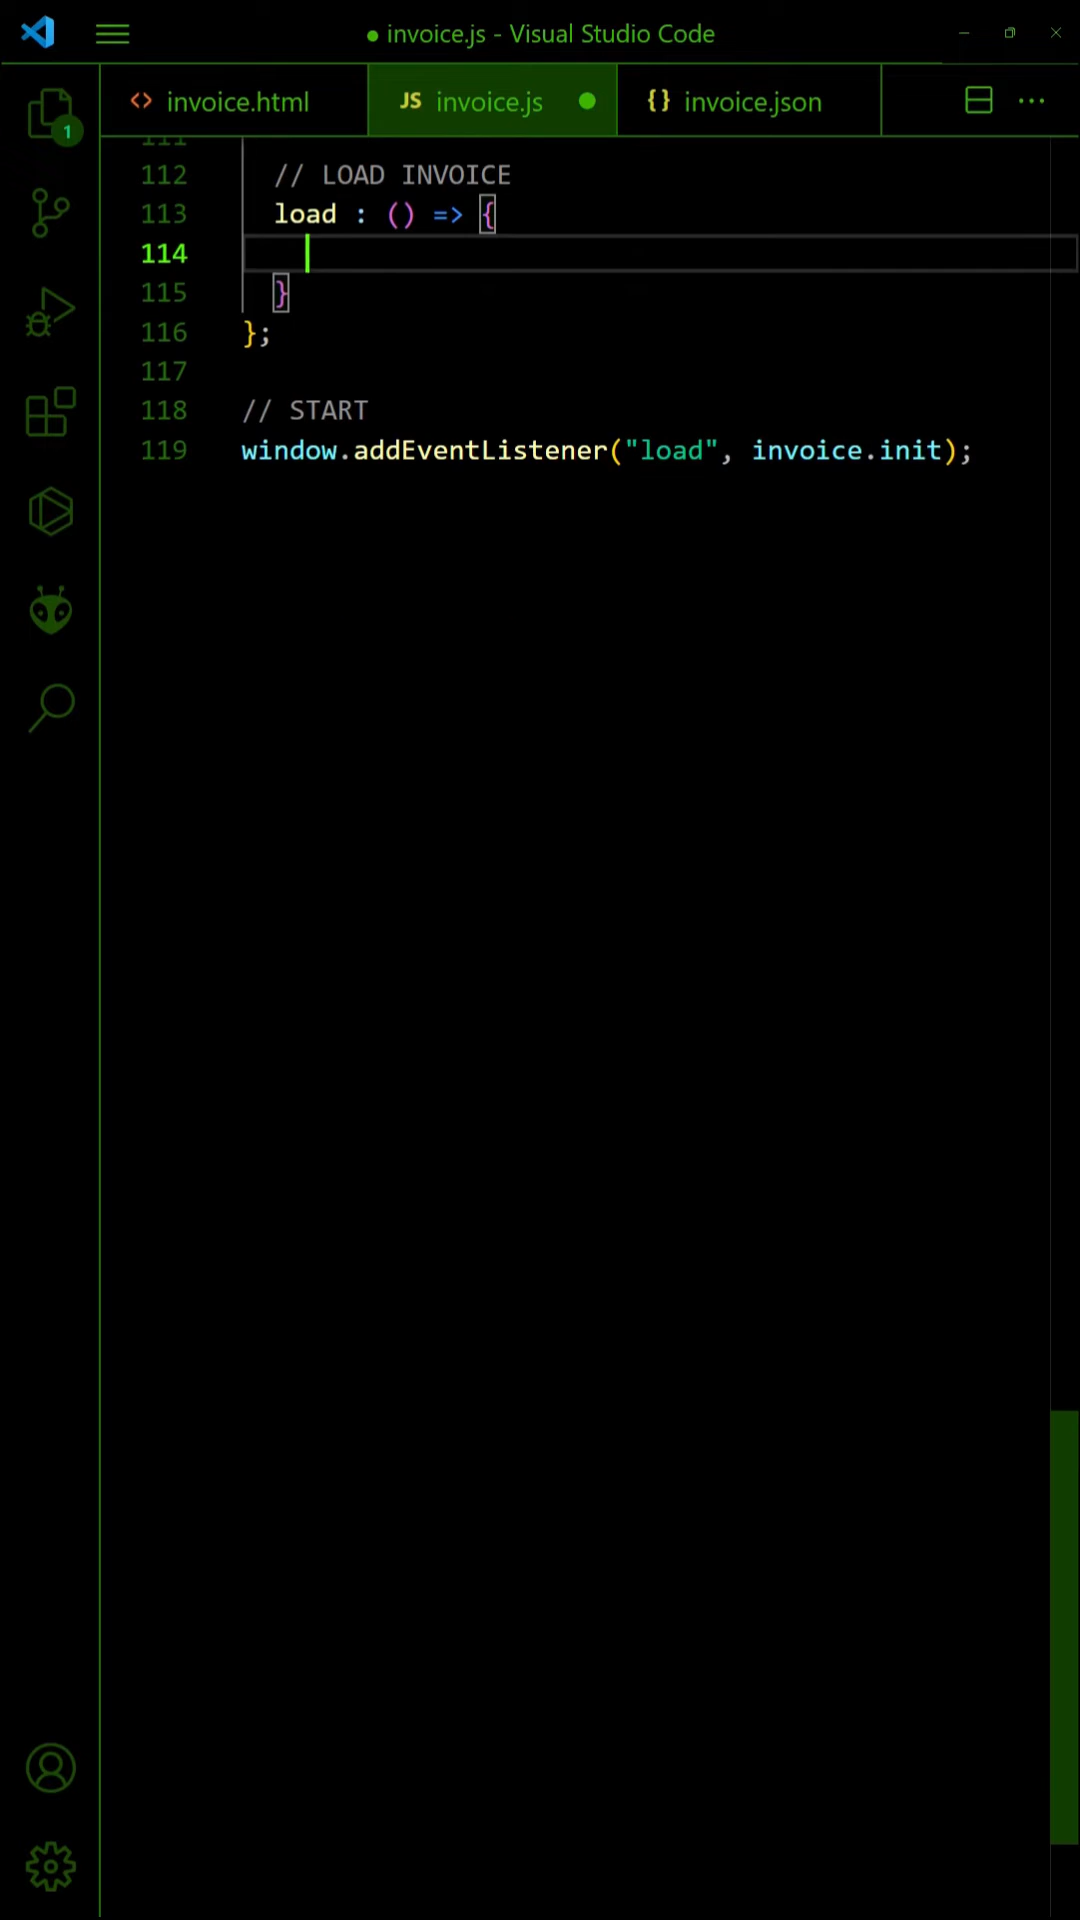 ● invoice.js - Visual Studio Code
<> invoice.html
JS invoice.js ●
{} invoice.json
1
111
112 // LOAD INVOICE
113 load : () => {
114
115 }
116 };
117
118 // START
119 window.addEventListener("load", invoice.init);